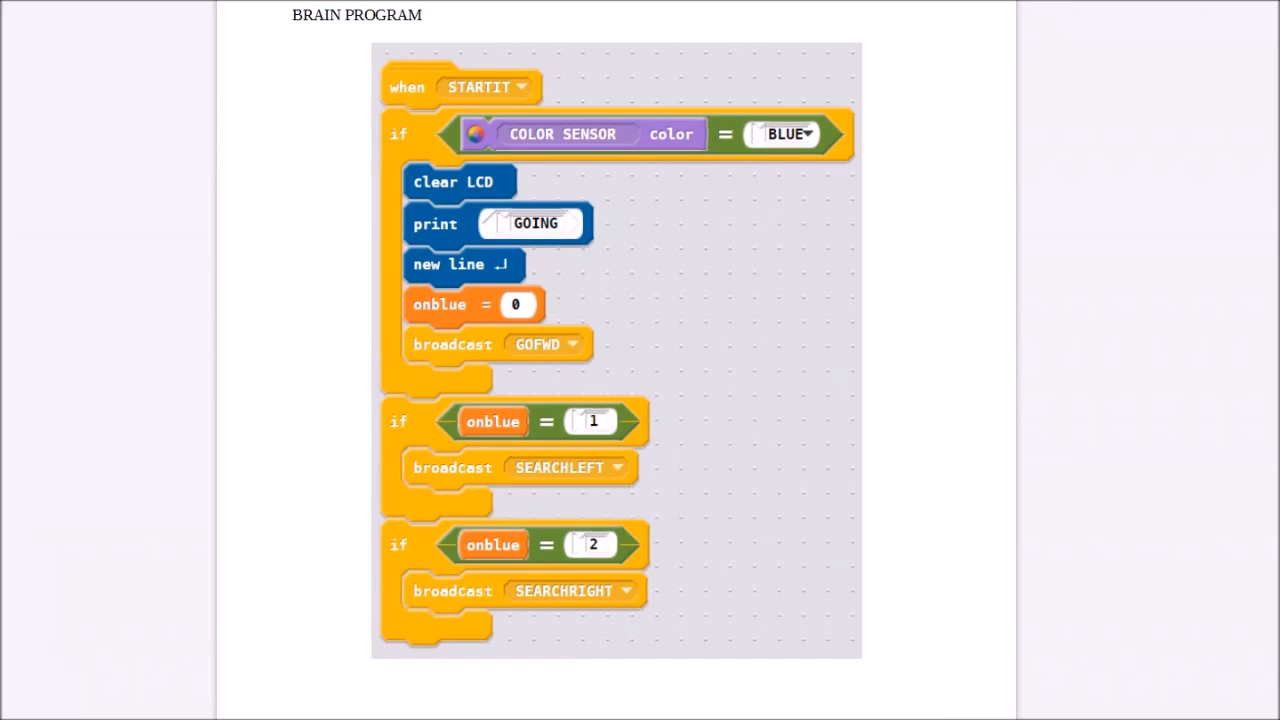 BRAIN PROGRAM
when STARTIT
if COLOR SENSOR color = BLUE
clear LCD
print GOING
new line ↵
onblue = 0
broadcast GOFWD
if onblue = 1
broadcast SEARCHLEFT
if onblue = 2
broadcast SEARCHRIGHT